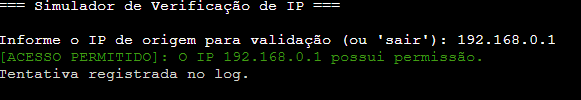 === Simulador de Verificação de IP ===
Informe o IP de origem para validação (ou 'sair'): 192.168.0.1
[ACESSO PERMITIDO]: O IP 192.168.0.1 possui permissão.
Tentativa registrada no log.